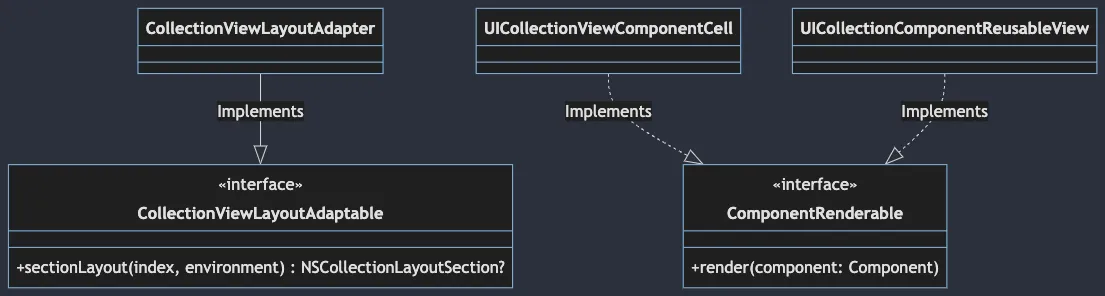 CollectionViewLayoutAdapter
UICollectionViewComponentCell
UICollectionComponentReusableView
Implements
Implements
Implements
«interface»
CollectionViewLayoutAdaptable
+sectionLayout(index, environment) : NSCollectionLayoutSection?
«interface»
ComponentRenderable
+render(component: Component)